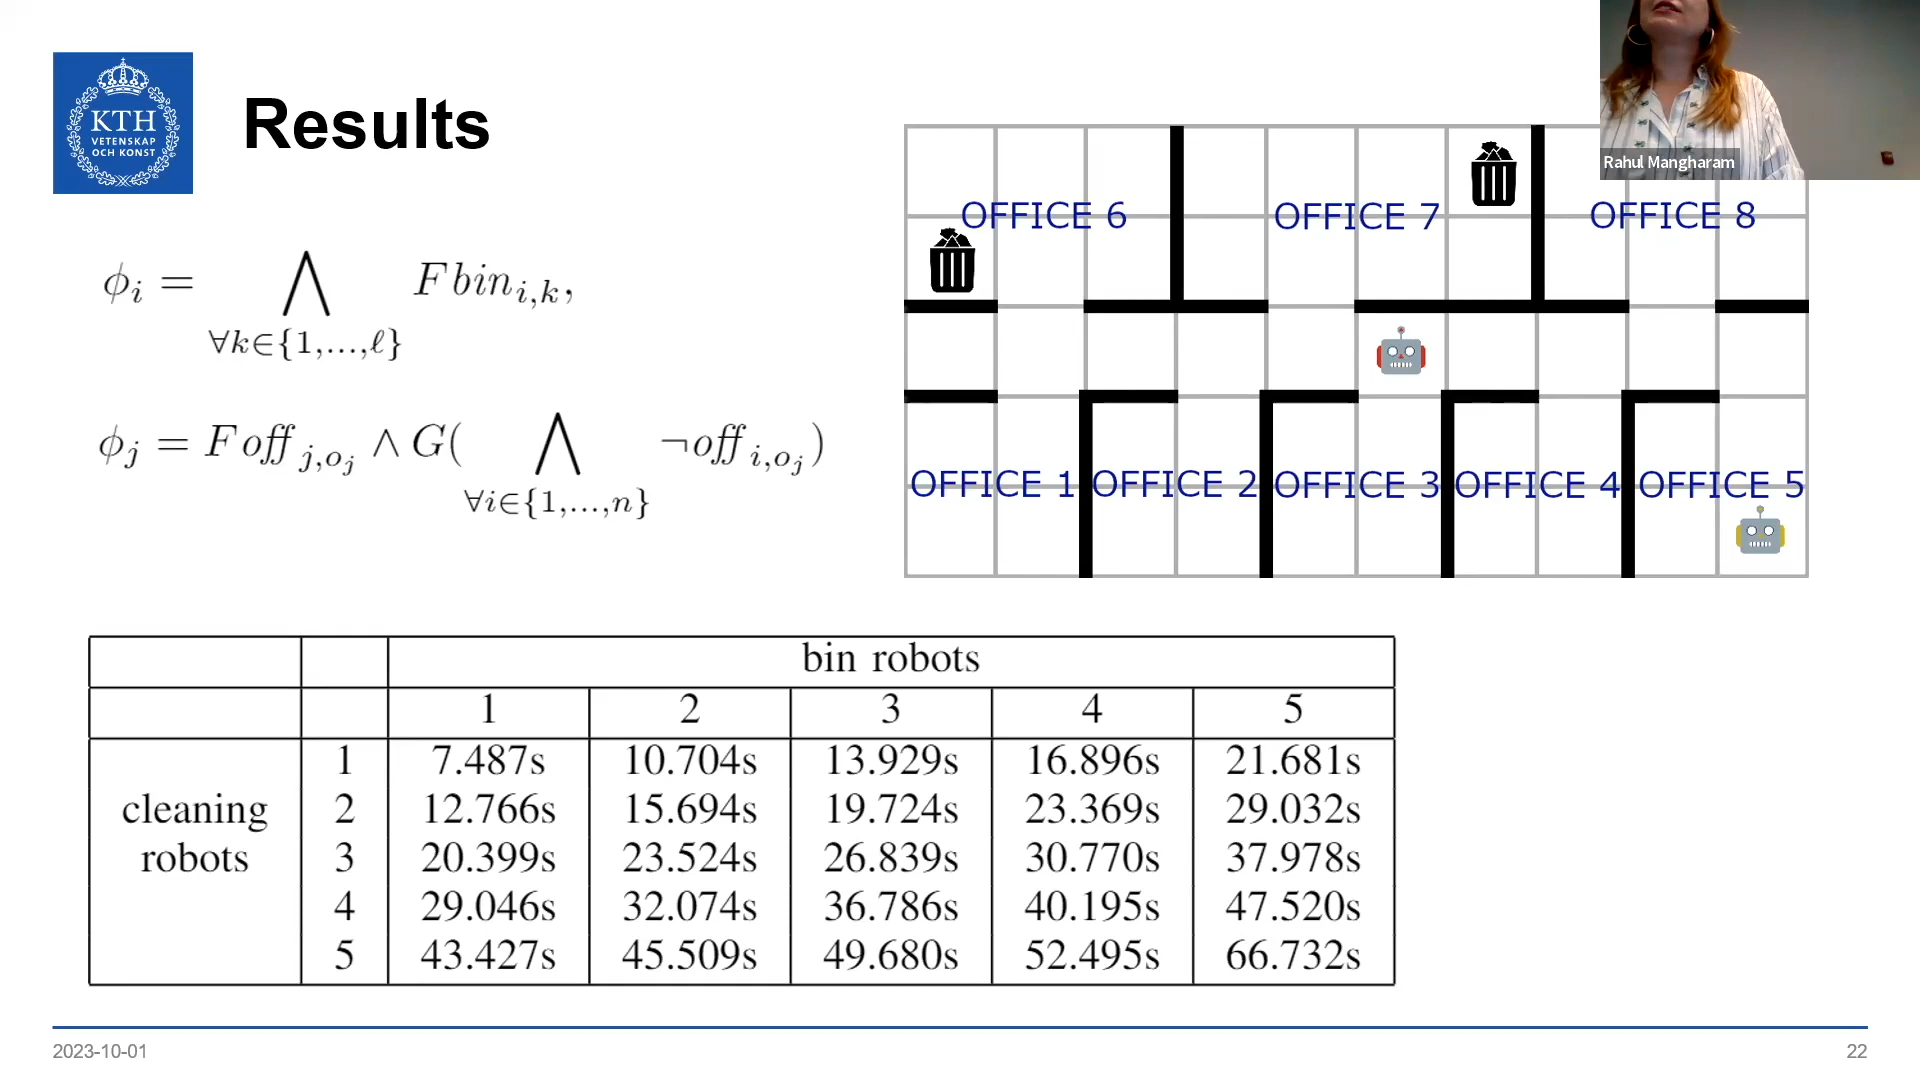 KTH
VETENSKAP
OCH KONST
Results
Rahul Mangharam
ϕ_i = ⋀_{∀k∈{1,...,ℓ}} F bin_{i,k},
ϕ_j = F off_{j,o_j} ∧ G( ⋀_{∀i∈{1,...,n}} ¬off_{i,o_j} )
OFFICE 6 OFFICE 7 OFFICE 8
OFFICE 1 OFFICE 2 OFFICE 3 OFFICE 4 OFFICE 5
bin robots
1 2 3 4 5
1 7.487s 10.704s 13.929s 16.896s 21.681s
cleaning 2 12.766s 15.694s 19.724s 23.369s 29.032s
robots 3 20.399s 23.524s 26.839s 30.770s 37.978s
4 29.046s 32.074s 36.786s 40.195s 47.520s
5 43.427s 45.509s 49.680s 52.495s 66.732s
2023-10-01 22